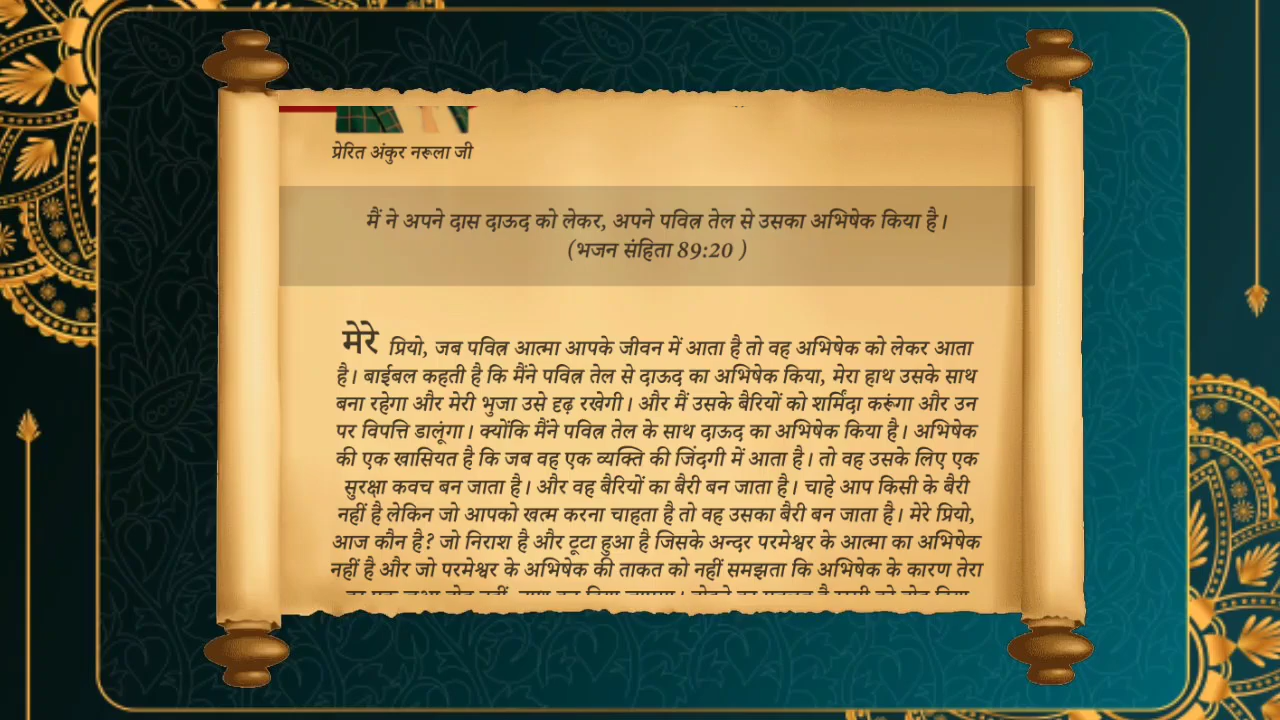 प्रेरित अंकुर नरूला जी
मैं ने अपने दास दाऊद को लेकर, अपने पवित्र तेल से उसका अभिषेक किया है।
(भजन संहिता 89:20 )
मेरे प्रियो, जब पवित्र आत्मा आपके जीवन में आता है तो वह अभिषेक को लेकर आता
है। बाईबल कहती है कि मैंने पवित्र तेल से दाऊद का अभिषेक किया, मेरा हाथ उसके साथ
बना रहेगा और मेरी भुजा उसे दृढ़ रखेगी। और मैं उसके बैरियों को शर्मिंदा करूंगा और उन
पर विपत्ति डालूंगा। क्योंकि मैंने पवित्र तेल के साथ दाऊद का अभिषेक किया है। अभिषेक
की एक खासियत है कि जब वह एक व्यक्ति की जिंदगी में आता है। तो वह उसके लिए एक
सुरक्षा कवच बन जाता है। और वह बैरियों का बैरी बन जाता है। चाहे आप किसी के बैरी
नहीं है लेकिन जो आपको खत्म करना चाहता है तो वह उसका बैरी बन जाता है। मेरे प्रियो,
आज कौन है? जो निराश है और टूटा हुआ है जिसके अन्दर परमेश्वर के आत्मा का अभिषेक
नहीं है और जो परमेश्वर के अभिषेक की ताकत को नहीं समझता कि अभिषेक के कारण तेरा